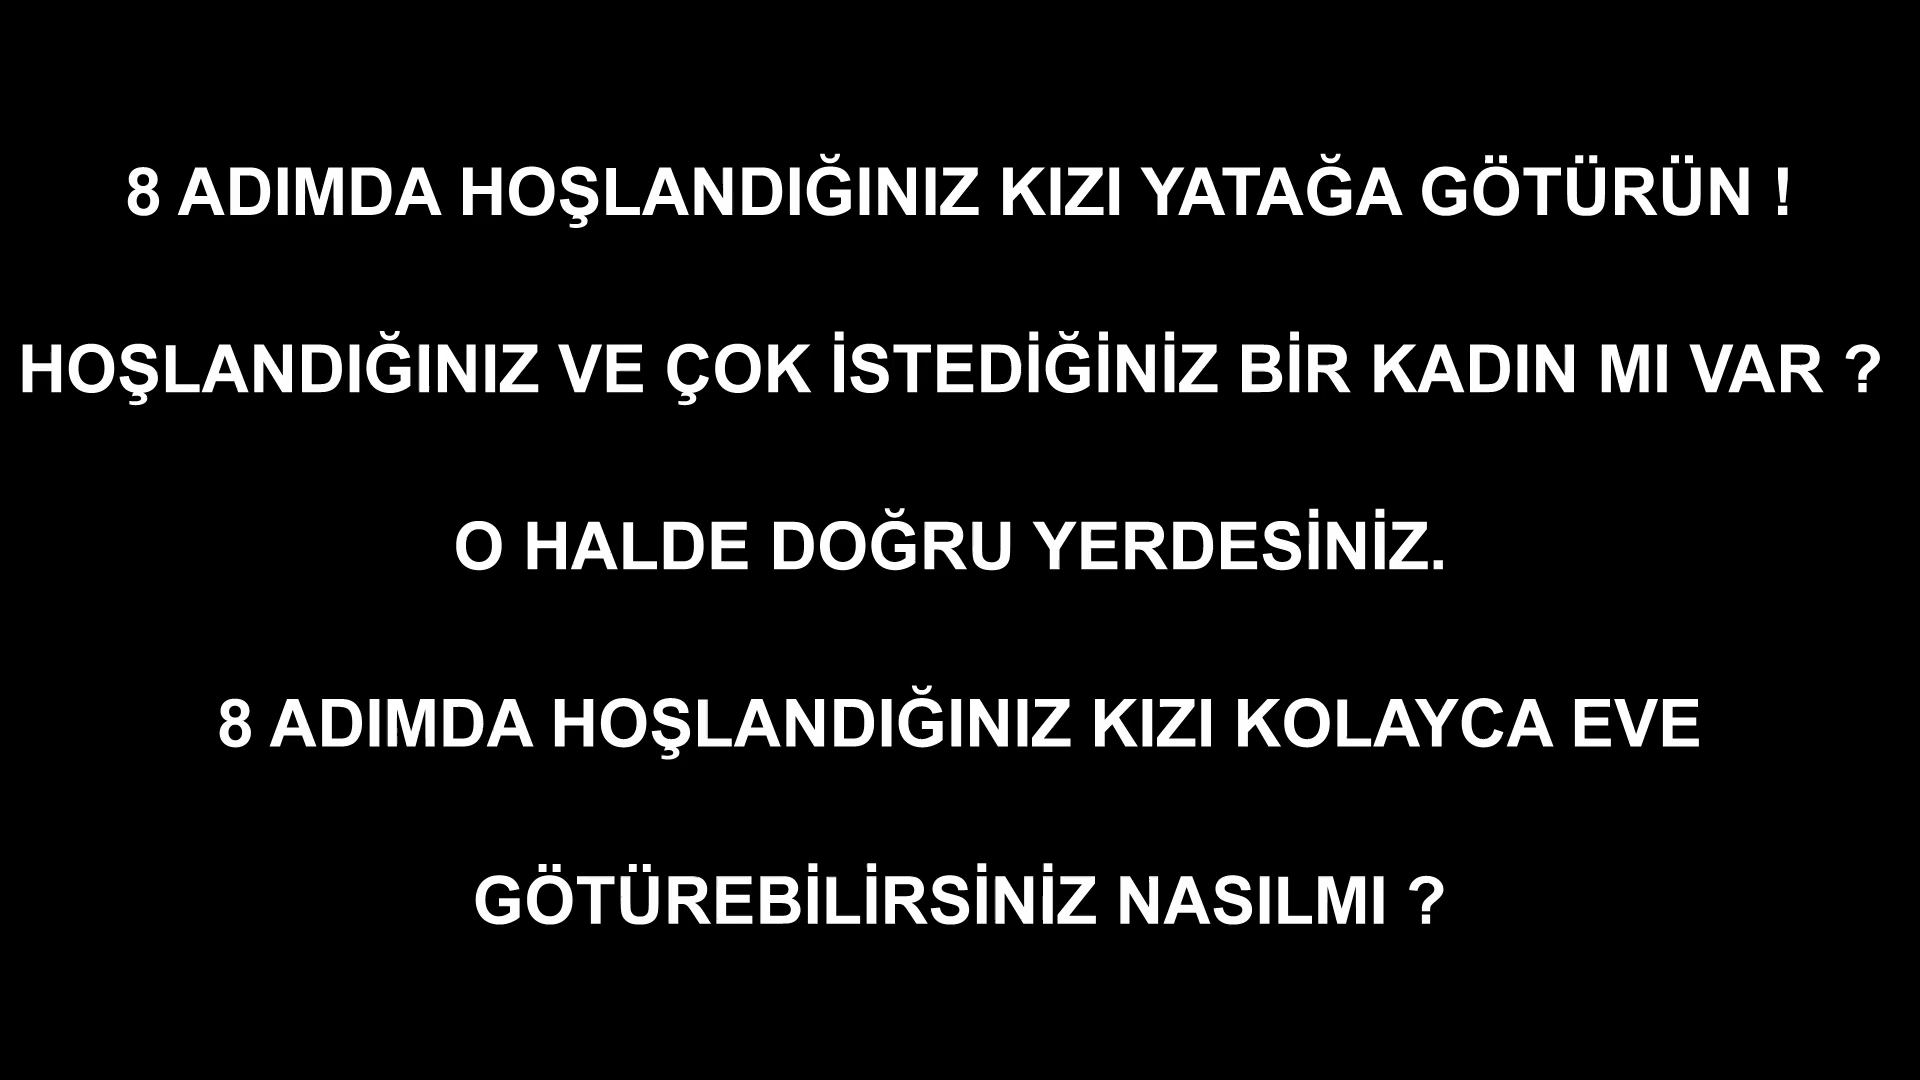 8 ADIMDA HOŞLANDIĞINIZ KIZI YATAĞA GÖTÜRÜN !
HOŞLANDIĞINIZ VE ÇOK İSTEDİĞİNİZ BİR KADIN MI VAR ?
O HALDE DOĞRU YERDESİNİZ.
8 ADIMDA HOŞLANDIĞINIZ KIZI KOLAYCA EVE
GÖTÜREBİLİRSİNİZ NASILMI ?